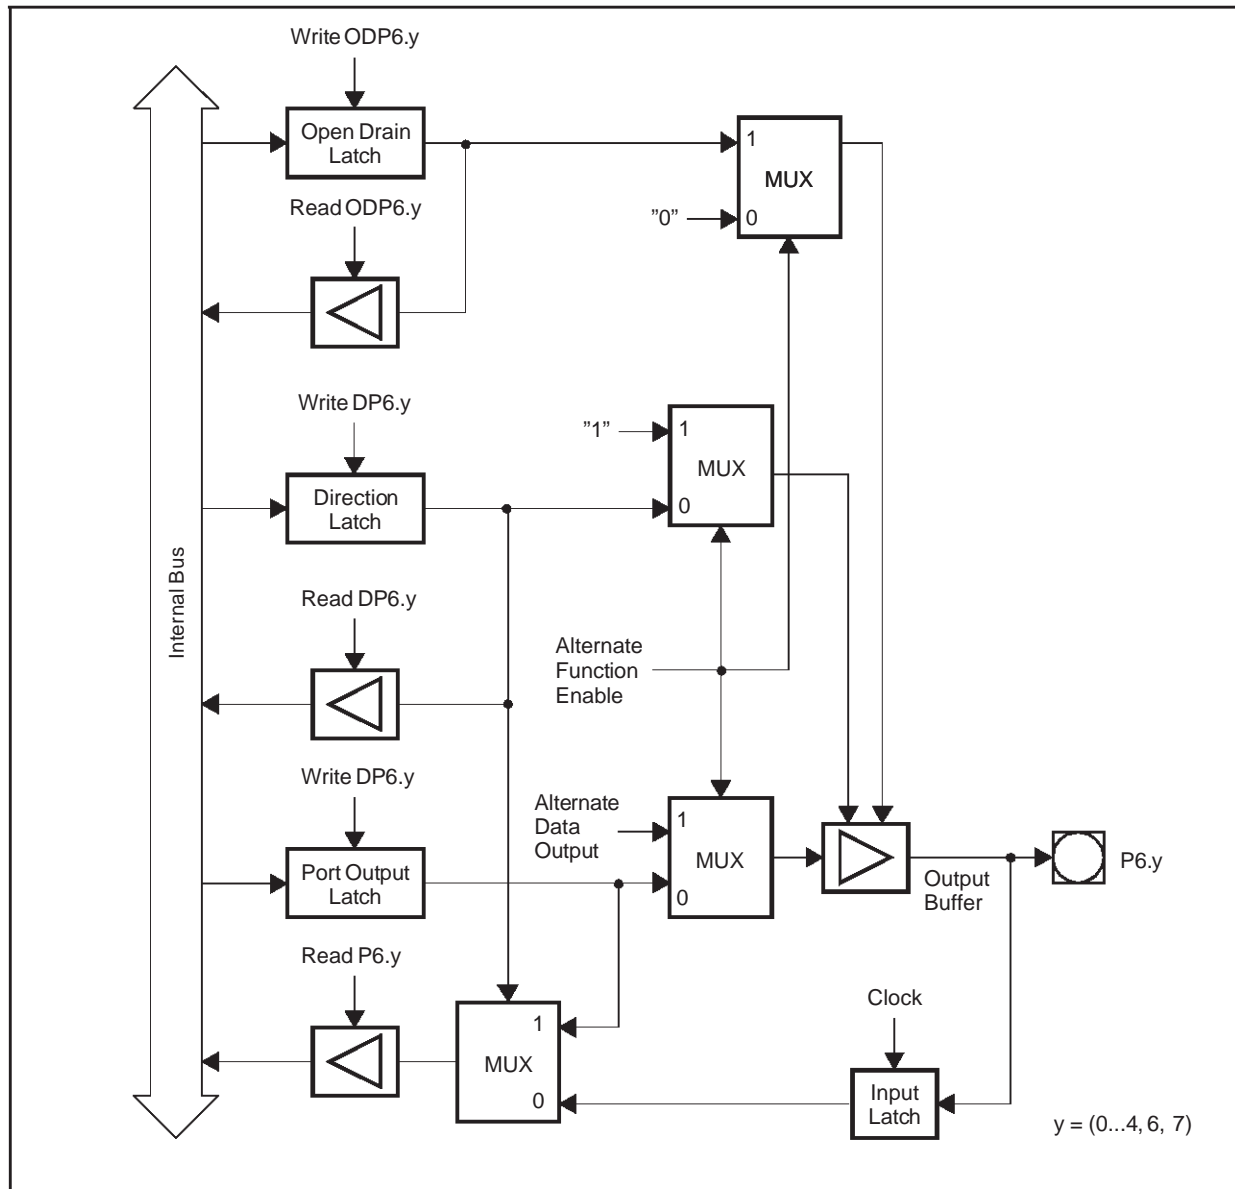 Write ODP6.y
Open Drain
Latch
1
MUX
Read ODP6.y
”0”
0
Write DP6.y
”1”
1
MUX
Direction
Latch
0
Internal Bus
Read DP6.y
Alternate
Function
Enable
Write DP6.y
Alternate
Data
Output
1
MUX
Port Output
Latch
0
Output
Buffer
P6.y
Read P6.y
Clock
1
MUX
0
Input
Latch
y = (0...4, 6, 7)